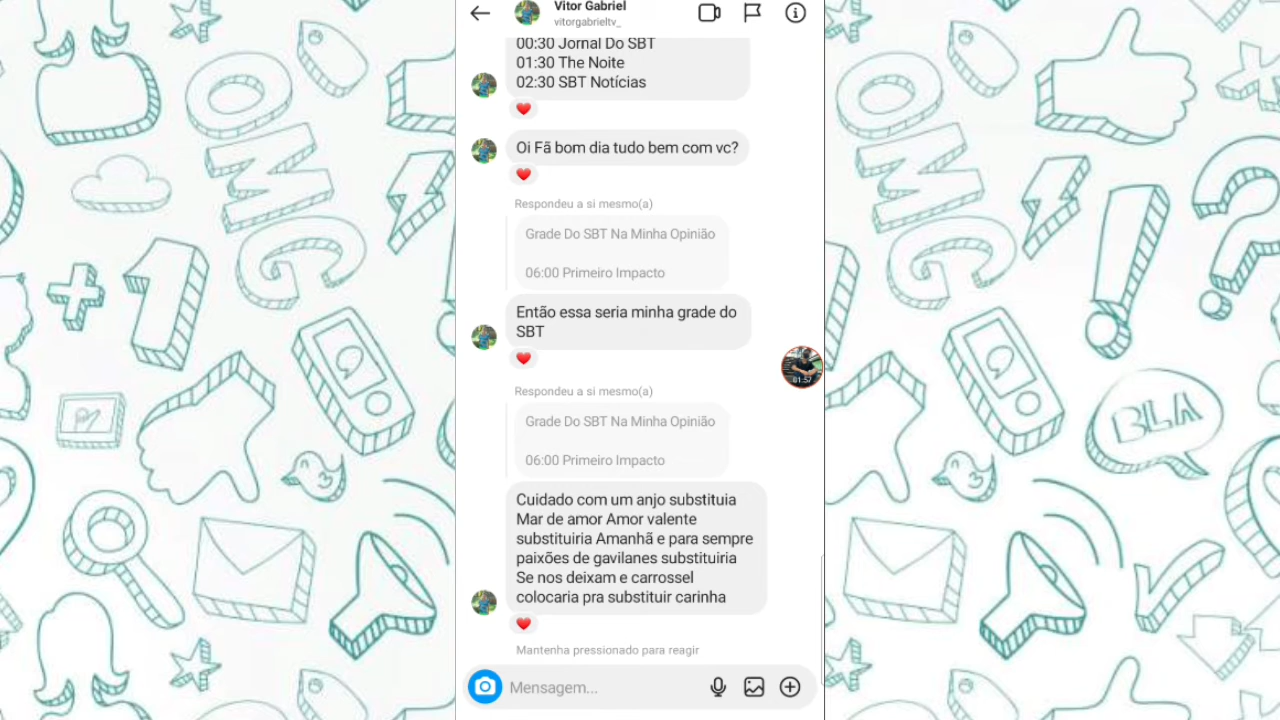 Vitor Gabriel
vitorgabrieltv_
00:30 Jornal Do SBT
01:30 The Noite
02:30 SBT Notícias
Oi Fã bom dia tudo bem com vc?
Respondeu a si mesmo(a)
Grade Do SBT Na Minha Opinião
06:00 Primeiro Impacto
Então essa seria minha grade do
SBT
01:57
Respondeu a si mesmo(a)
Grade Do SBT Na Minha Opinião
06:00 Primeiro Impacto
Cuidado com um anjo substituia
Mar de amor Amor valente
substituiria Amanhã e para sempre
paixões de gavilanes substituiria
Se nos deixam e carrossel
colocaria pra substituir carinha
Mantenha pressionado para reagir
Mensagem...
OMG
1
OMG
BLA